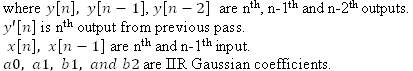 where y[n], y[n − 1], y[n − 2] are nth, n-1th and n-2th outputs.
y′[n] is nth output from previous pass.
x[n], x[n − 1] are nth and n-1th input.
a0, a1, b1, and b2 are IIR Gaussian coefficients.